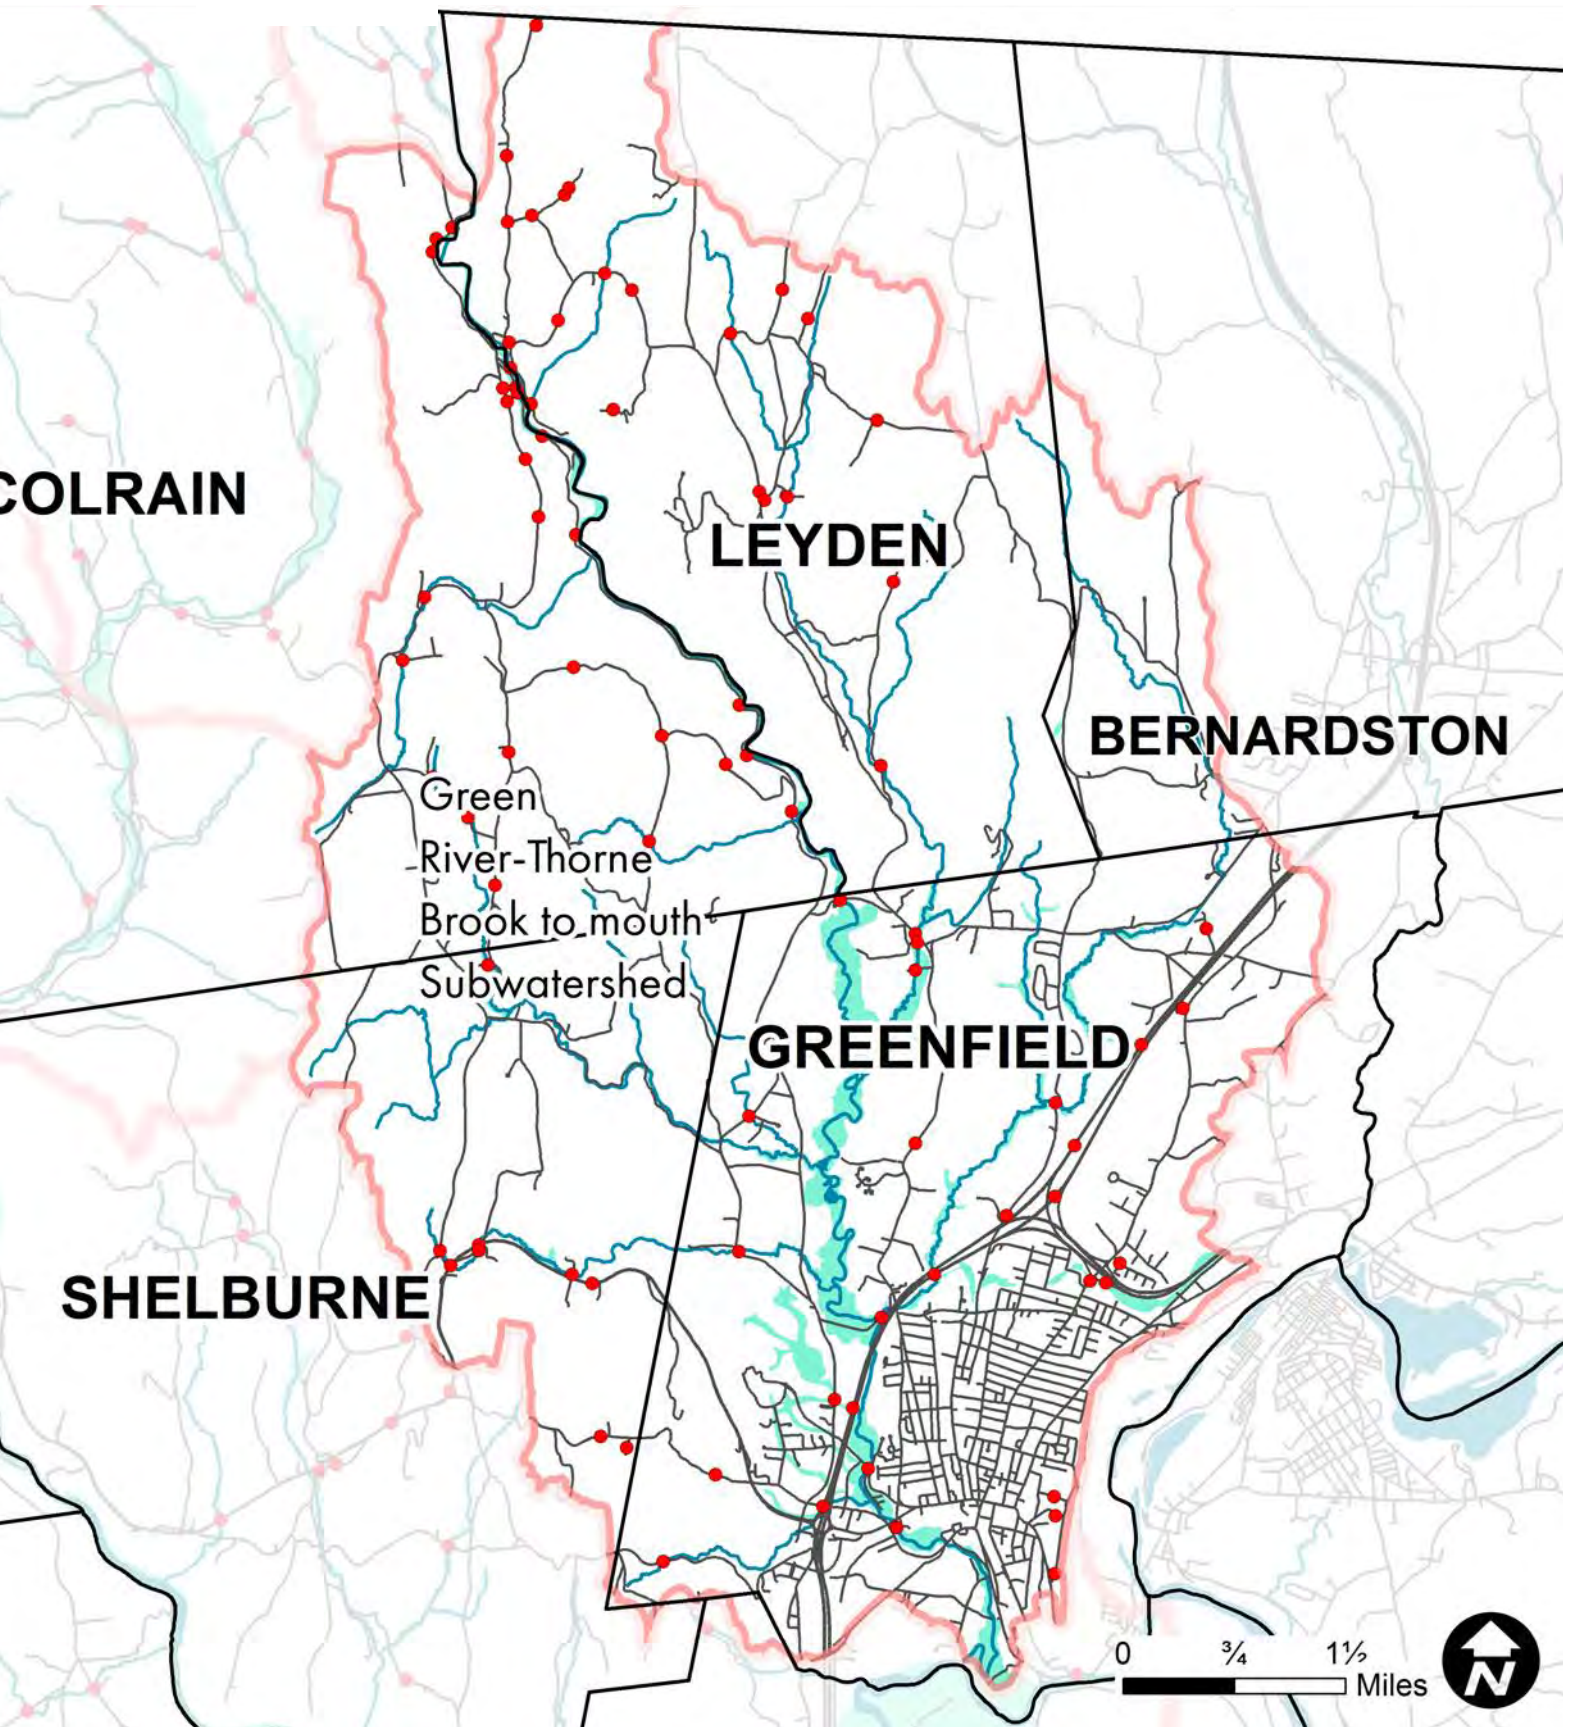 COLRAIN
LEYDEN
BERNARDSTON
Green
River-Thorne
Brook to mouth
Subwatershed
GREENFIELD
SHELBURNE
0 ¾ 1½
Miles
N